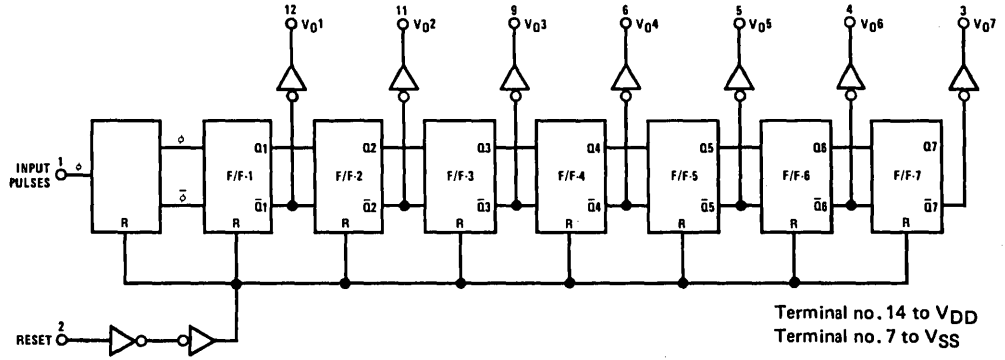 12 11 9 6 5 4 3
VO1 VO2 VO3 VO4 VO5 VO6 VO7
INPUT PULSES
1 ϕ
ϕ Q1 Q2 Q3 Q4 Q5 Q6 Q7
F/F-1 F/F-2 F/F-3 F/F-4 F/F-5 F/F-6 F/F-7
ϕ̄ Q̄1 Q̄2 Q̄3 Q̄4 Q̄5 Q̄6 Q̄7
R R R R R R R R
RESET 2
Terminal no. 14 to VDD
Terminal no. 7 to VSS